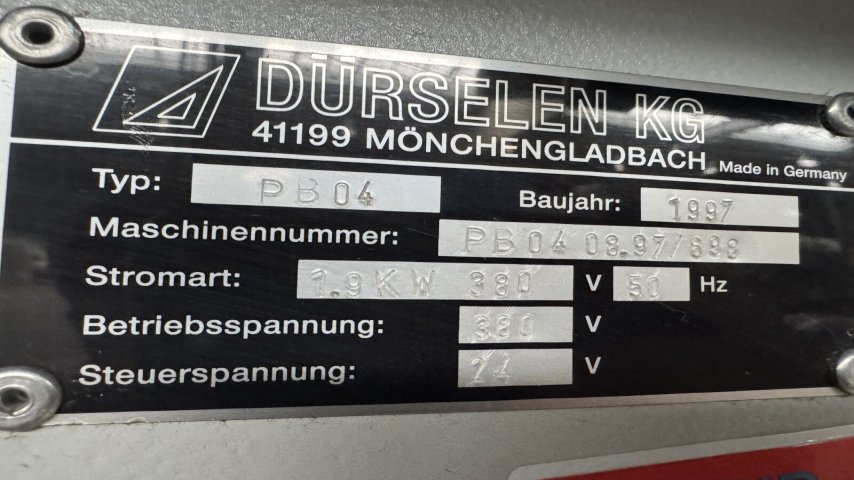 DÜRSELEN KG
41199 MÖNCHENGLADBACH Made in Germany
Typ: PB04 Baujahr: 1997
Maschinennummer: PB04 08.97/698
Stromart: 1.9KW 380 V 50 Hz
Betriebsspannung: 380 V
Steuerspannung: 24 V